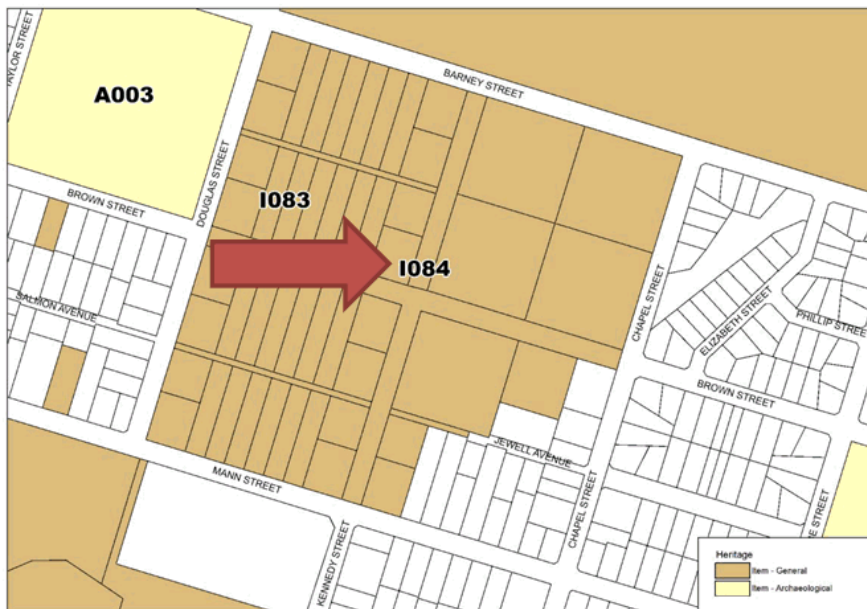 TAYLOR STREET
A003
BARNEY STREET
DOUGLAS STREET
BROWN STREET
I083
I084
SALMON AVENUE
CHAPEL STREET
ELIZABETH STREET
PHILLIP STREET
BROWN STREET
JEWELL AVENUE
MANN STREET
KENNEDY STREET
CHAPEL STREET
STREET
Heritage
Item - General
Item - Archaeological